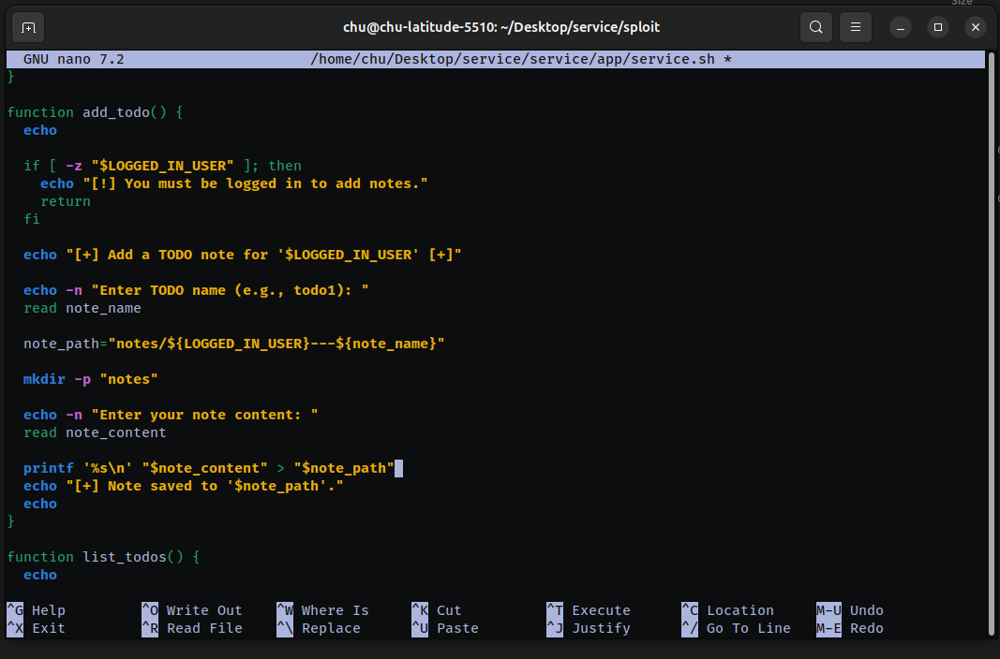 Size
chu@chu-latitude-5510: ~/Desktop/service/sploit
GNU nano 7.2 /home/chu/Desktop/service/service/app/service.sh *
}
function add_todo() {
echo
if [ -z "$LOGGED_IN_USER" ]; then
echo "[!] You must be logged in to add notes."
return
fi
echo "[+] Add a TODO note for '$LOGGED_IN_USER' [+]"
echo -n "Enter TODO name (e.g., todo1): "
read note_name
note_path="notes/${LOGGED_IN_USER}---${note_name}"
mkdir -p "notes"
echo -n "Enter your note content: "
read note_content
printf '%s\n' "$note_content" > "$note_path"
echo "[+] Note saved to '$note_path'."
echo
}
function list_todos() {
echo
^G Help ^O Write Out ^W Where Is ^K Cut ^T Execute ^C Location M-U Undo
^X Exit ^R Read File ^\ Replace ^U Paste ^J Justify ^/ Go To Line M-E Redo